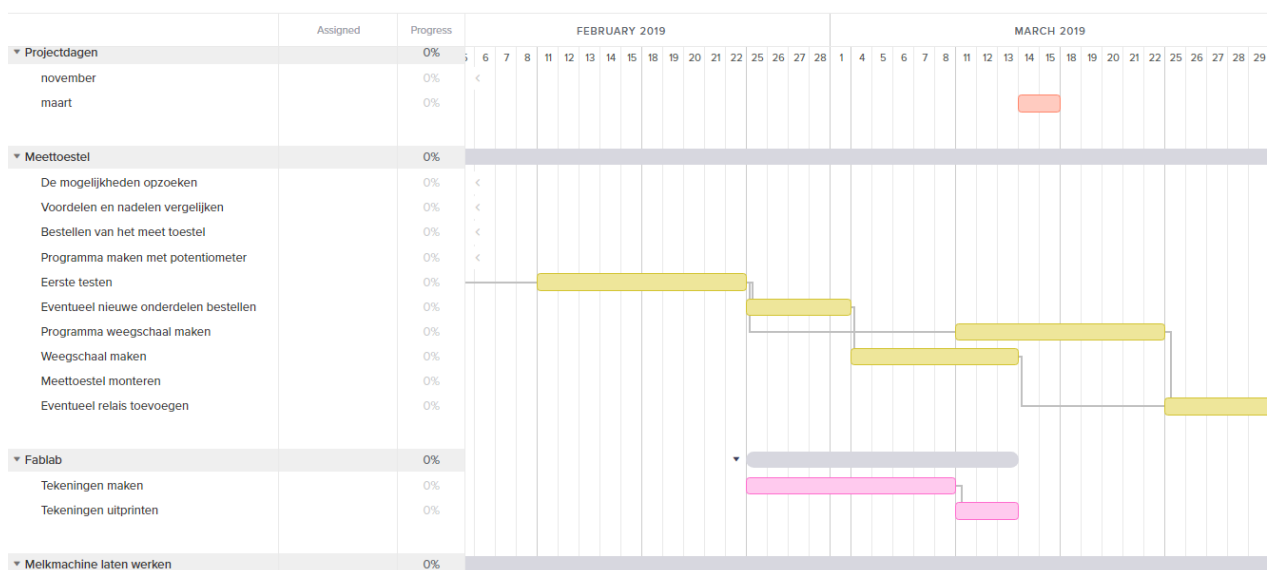 Assigned Progress FEBRUARY 2019 MARCH 2019
Projectdagen 0% 5 6 7 8 11 12 13 14 15 18 19 20 21 22 25 26 27 28 1 4 5 6 7 8 11 12 13 14 15 18 19 20 21 22 25 26 27 28 29
november 0%
maart 0%
Meettoestel 0%
De mogelijkheden opzoeken 0%
Voordelen en nadelen vergelijken 0%
Bestellen van het meet toestel 0%
Programma maken met potentiometer 0%
Eerste testen 0%
Eventueel nieuwe onderdelen bestellen 0%
Programma weegschaal maken 0%
Weegschaal maken 0%
Meettoestel monteren 0%
Eventueel relais toevoegen 0%
Fablab 0%
Tekeningen maken 0%
Tekeningen uitprinten 0%
Melkmachine laten werken 0%